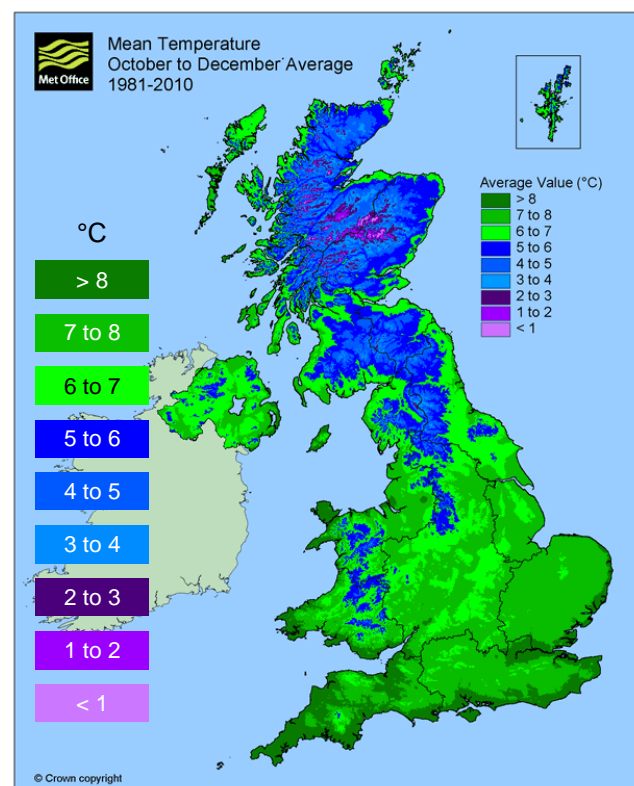 Met Office
Mean Temperature
October to December Average
1981-2010
Average Value (°C)
> 8
7 to 8
6 to 7
5 to 6
4 to 5
3 to 4
2 to 3
1 to 2
< 1
°C
> 8
7 to 8
6 to 7
5 to 6
4 to 5
3 to 4
2 to 3
1 to 2
< 1
© Crown copyright